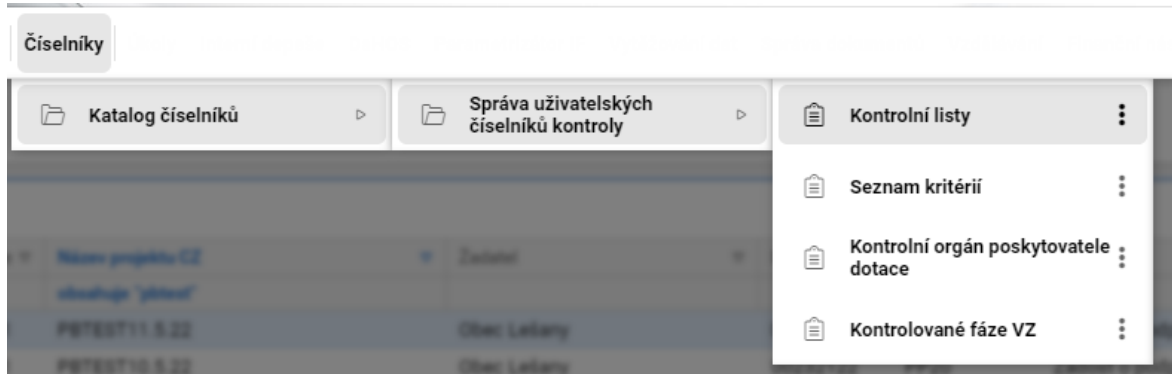 Číselníky
Katalog číselníků
Správa uživatelských
číselníků kontroly
Kontrolní listy
Seznam kritérií
Kontrolní orgán poskytovatele
dotace
Kontrolované fáze VZ
Název projektu CZ
Žadatel
obsahuje "pbtest"
PBTEST11.5.22
Obec Lešany
PBTEST10.5.22
Obec Lešany